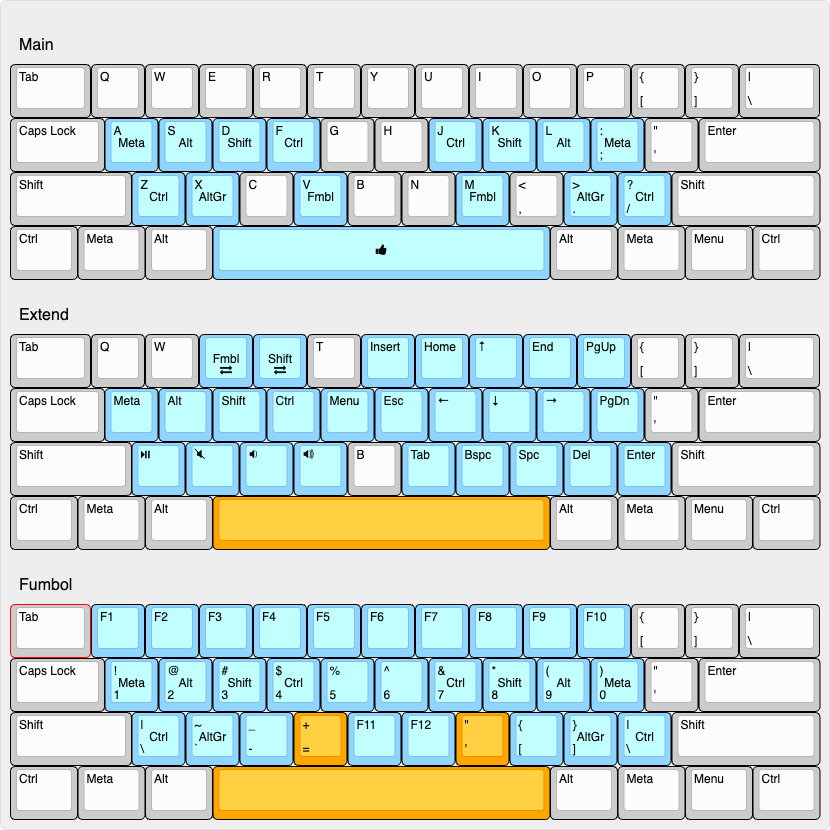 Main
Tab Q W E R T Y U I O P { } |
[ ] \
Caps Lock A S D F G H J K L : " Enter
Meta Alt Shift Ctrl Ctrl Shift Alt Meta
; '
Shift Z X C V B N M < > ? Shift
Ctrl AltGr Fmbl Fmbl AltGr Ctrl
, . /
Ctrl Meta Alt Alt Meta Menu Ctrl
Extend
Tab Q W Fmbl Shift T Insert Home ↑ End PgUp { } |
⇄ ⇄ [ ] \
Caps Lock Meta Alt Shift Ctrl Menu Esc ← ↓ → PgDn " Enter
'
Shift B Tab Bspc Spc Del Enter Shift
Ctrl Meta Alt Alt Meta Menu Ctrl
Fumbol
Tab F1 F2 F3 F4 F5 F6 F7 F8 F9 F10 { } |
[ ] \
Caps Lock ! @ # $ % ^ & * ( ) " Enter
Meta Alt Shift Ctrl Ctrl Shift Alt Meta
1 2 3 4 5 6 7 8 9 0 '
Shift | ~ _ + F11 F12 " { } | Shift
Ctrl AltGr AltGr Ctrl
\ ` - = ' [ ] \
Ctrl Meta Alt Alt Meta Menu Ctrl